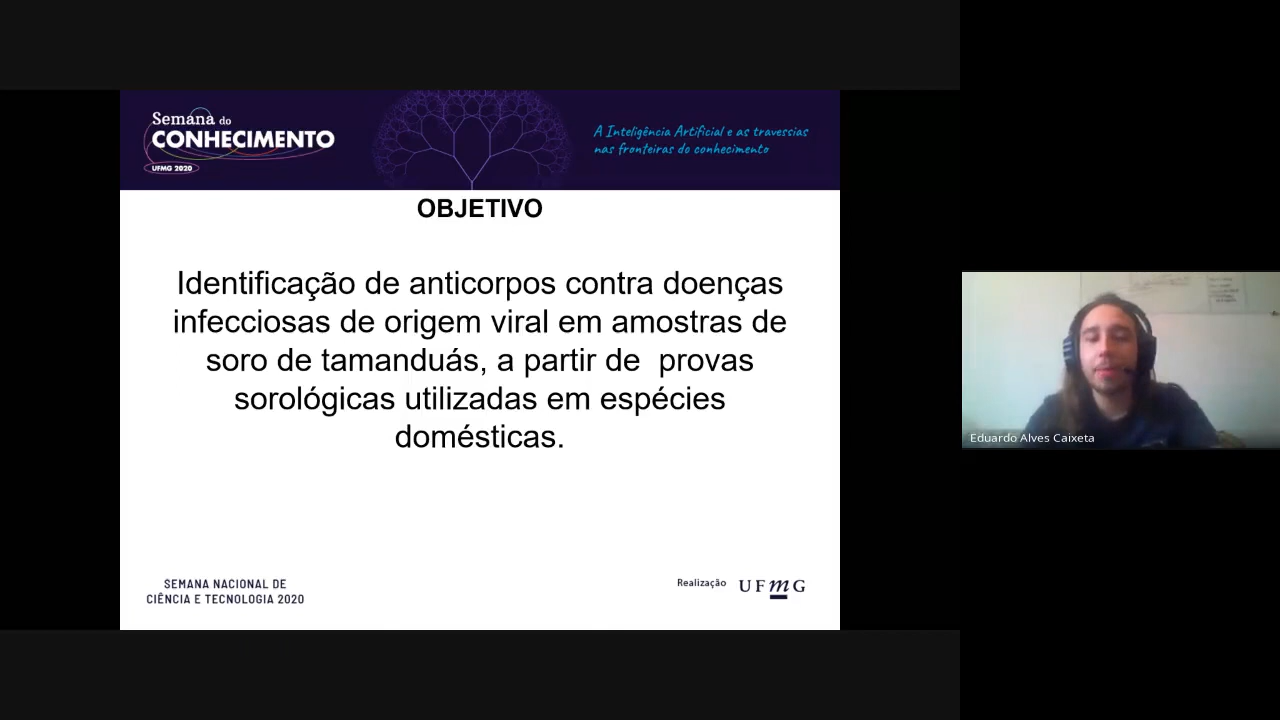 Semana do
CONHECIMENTO
UFMG 2020
A Inteligência Artificial e as travessias
nas fronteiras do conhecimento
OBJETIVO
Identificação de anticorpos contra doenças
infecciosas de origem viral em amostras de
soro de tamanduás, a partir de  provas
sorológicas utilizadas em espécies
domésticas.
SEMANA NACIONAL DE
CIÊNCIA E TECNOLOGIA 2020
Realização
UFmG
Eduardo Alves Caixeta